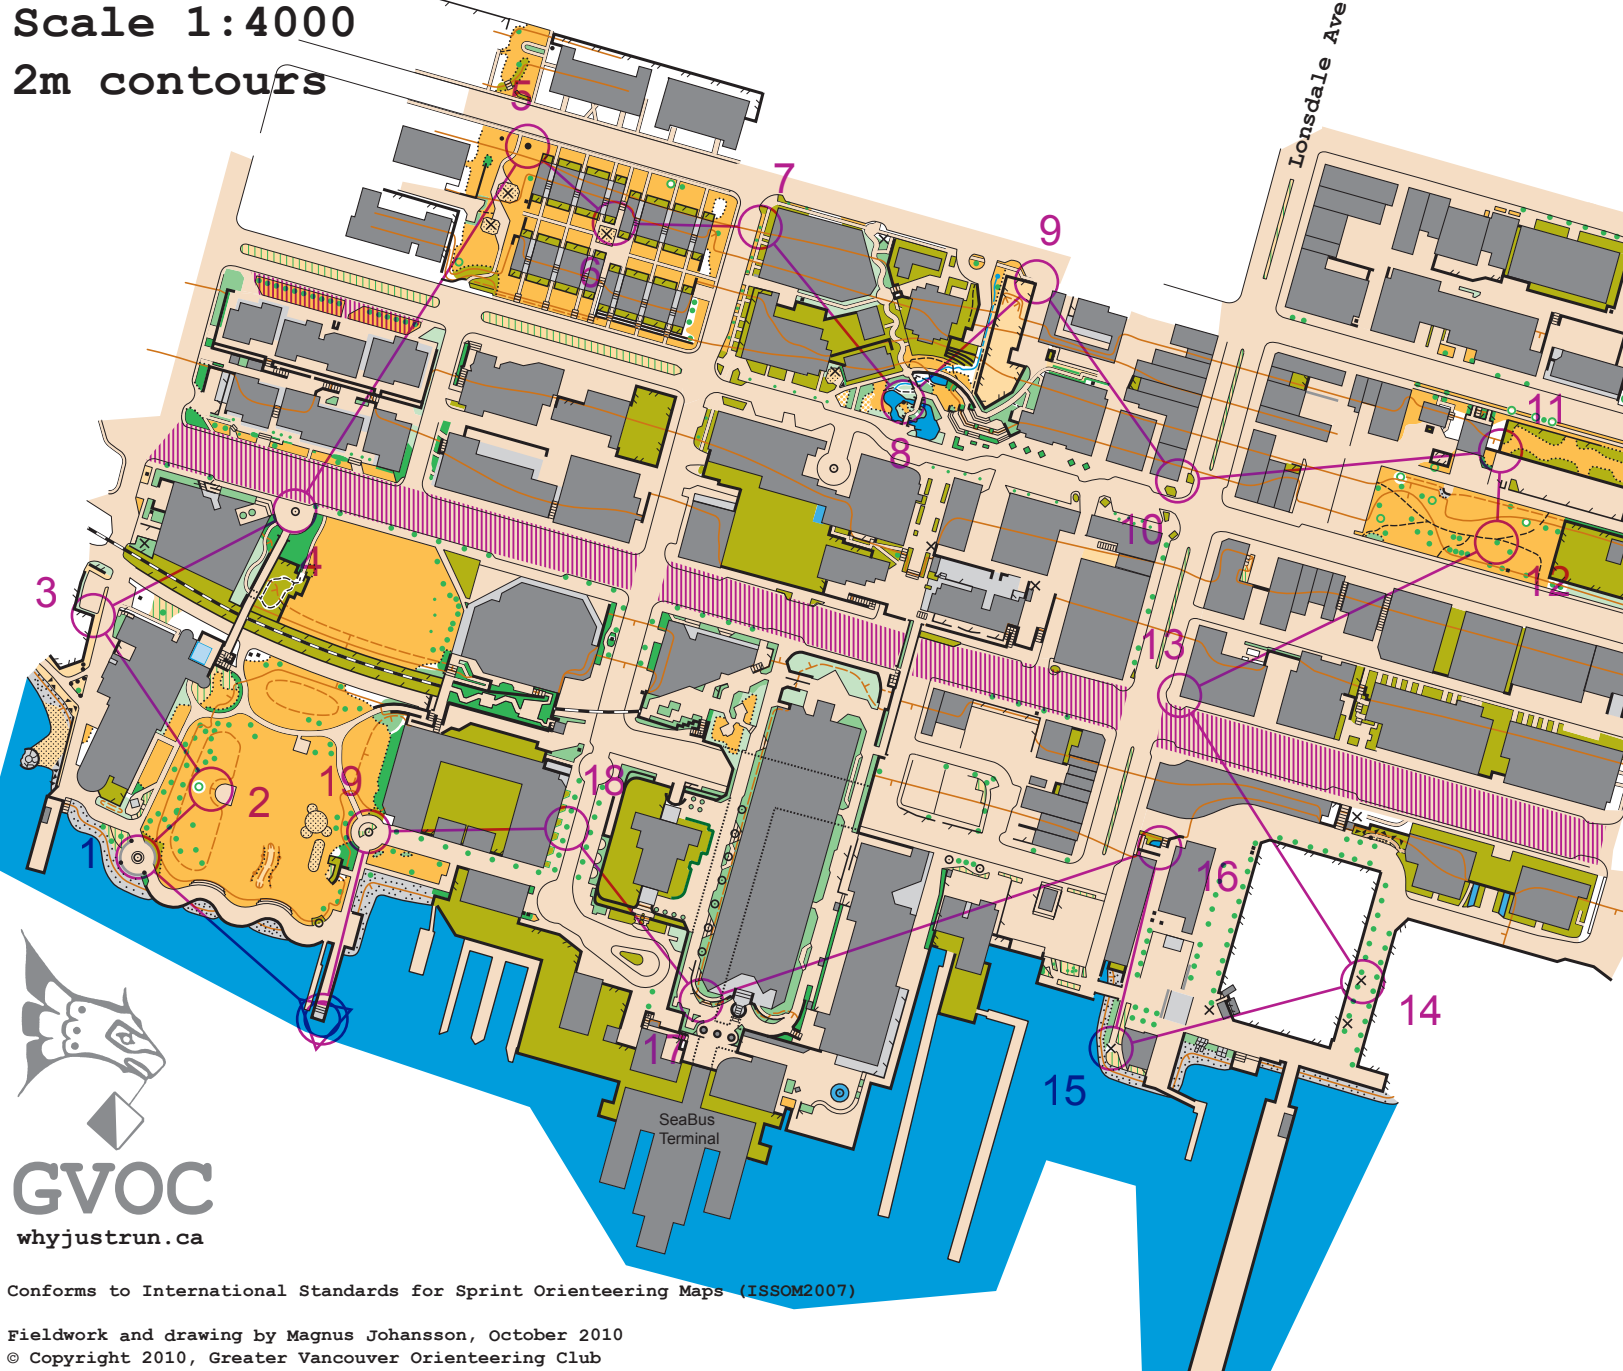 Scale 1:4000
2m contours
Lonsdale Ave
5
7
9
6
8
11
10
12
4
3
13
19
18
2
1
16
17
14
15
SeaBus
Terminal
GVOC
whyjustrun.ca
Conforms to International Standards for Sprint Orienteering Maps (ISSOM2007)
Fieldwork and drawing by Magnus Johansson, October 2010
© Copyright 2010, Greater Vancouver Orienteering Club